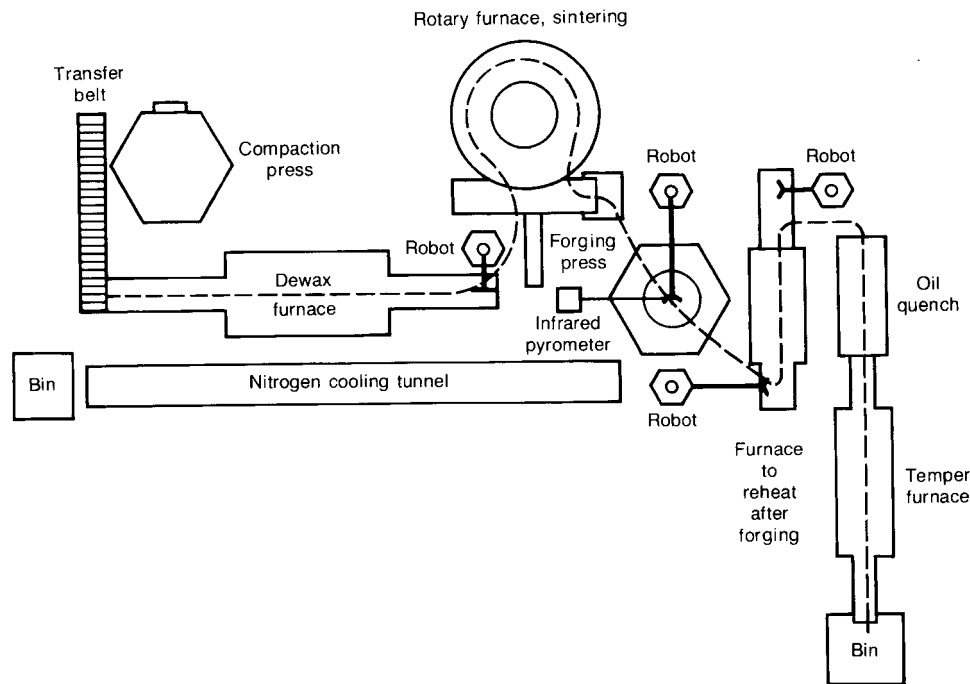 Rotary furnace, sintering
Transfer
belt
Compaction
press
Robot
Robot
Robot
Forging
press
Dewax
furnace
Oil
quench
Infrared
pyrometer
Bin
Nitrogen cooling tunnel
Robot
Furnace
to
reheat
after
forging
Temper
furnace
Bin